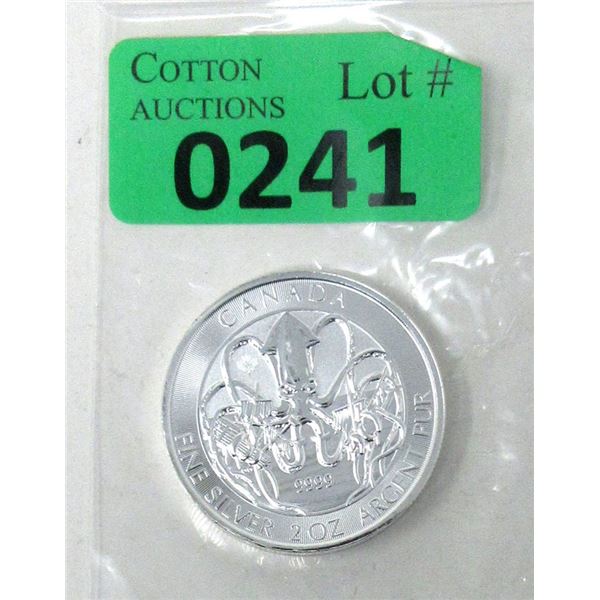 COTTON
AUCTIONS
Lot #
0241
CANADA
9999
FINE SILVER 2 OZ ARGENT PUR